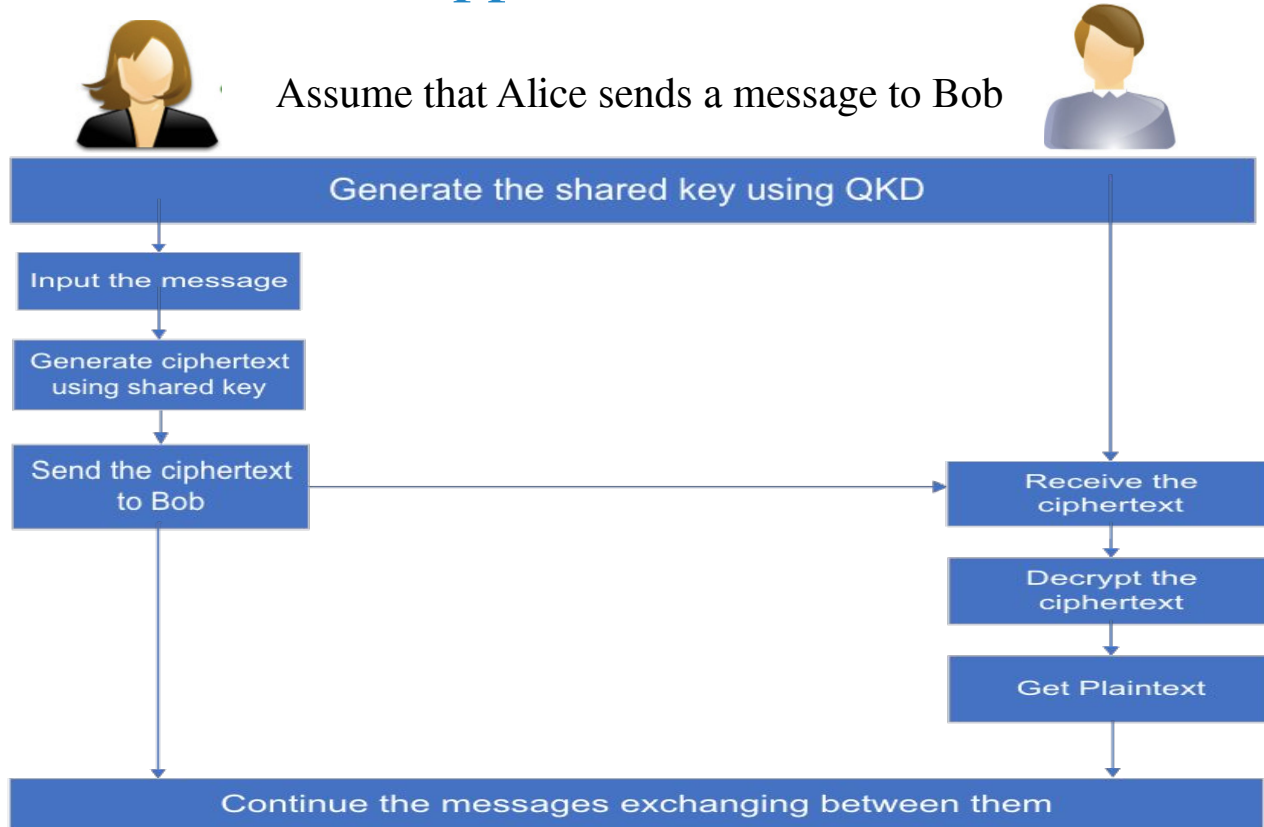 Assume that Alice sends a message to Bob
Generate the shared key using QKD
Input the message
Generate ciphertext
using shared key
Send the ciphertext
to Bob
Receive the
ciphertext
Decrypt the
ciphertext
Get Plaintext
Continue the messages exchanging between them